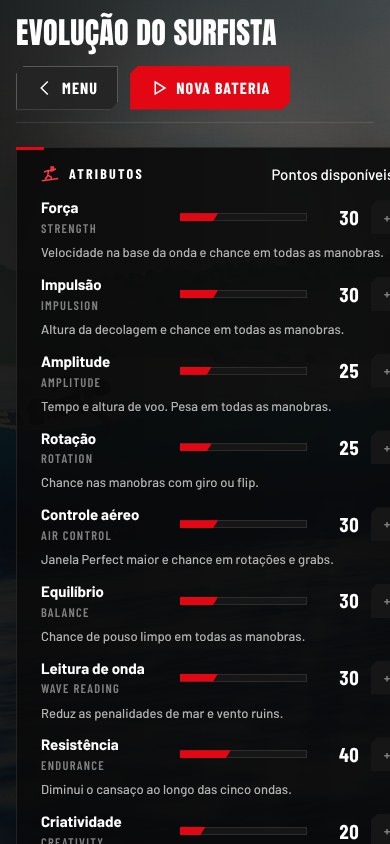 EVOLUÇÃO DO SURFISTA
MENU
NOVA BATERIA
ATRIBUTOS
Pontos disponíveis
Força
30
+
STRENGTH
Velocidade na base da onda e chance em todas as manobras.
Impulsão
30
+
IMPULSION
Altura da decolagem e chance em todas as manobras.
Amplitude
25
+
AMPLITUDE
Tempo e altura de voo. Pesa em todas as manobras.
Rotação
25
+
ROTATION
Chance nas manobras com giro ou flip.
Controle aéreo
30
+
AIR CONTROL
Janela Perfect maior e chance em rotações e grabs.
Equilíbrio
30
+
BALANCE
Chance de pouso limpo em todas as manobras.
Leitura de onda
30
+
WAVE READING
Reduz as penalidades de mar e vento ruins.
Resistência
40
+
ENDURANCE
Diminui o cansaço ao longo das cinco ondas.
Criatividade
20
+
CREATIVITY